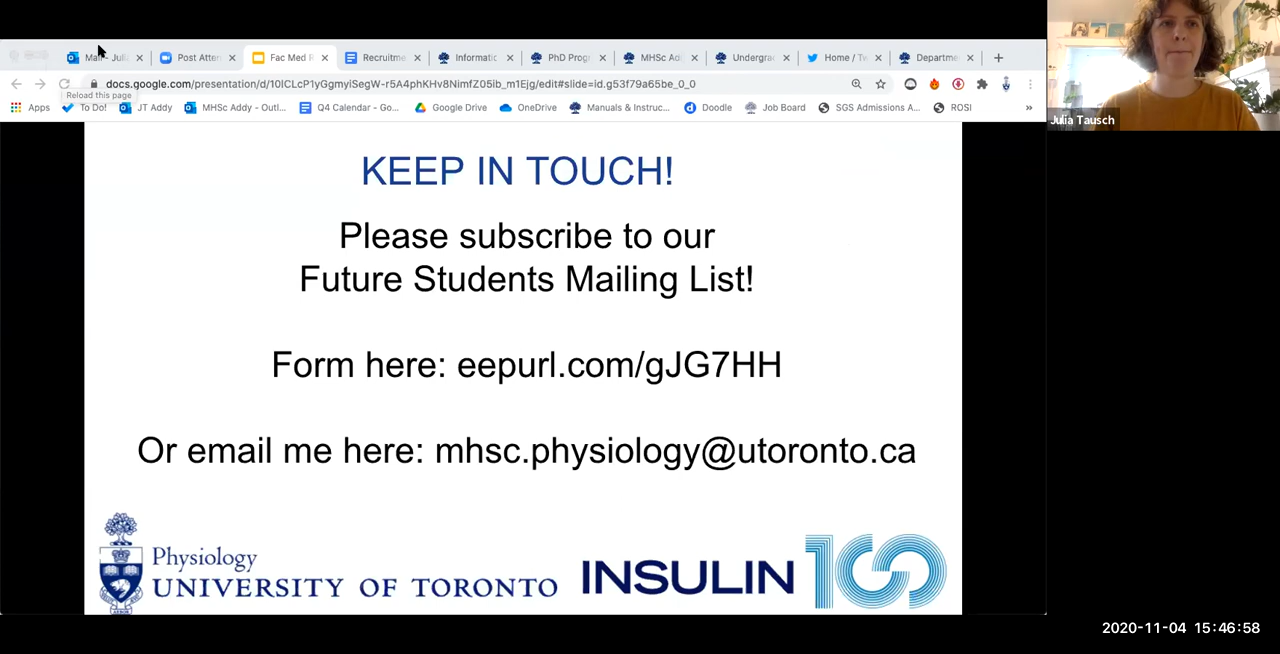 Mail - Juli
Post Atten
Fac Med R
Recruitme
Informatic
PhD Progr
MHSc Ad
Undergra
Home / Tw
Departme
docs.google.com/presentation/d/10lCLcP1yGgmylSegW-r5A4phKHv8NimfZ05lb_m1Ejg/edit#slide=id.g53f79a65be_0_0
Reload this page
Apps
To Do!
JT Addy
MHSc Addy - Outl...
Q4 Calendar - Go...
Google Drive
OneDrive
Manuals & Instruc...
Doodle
Job Board
SGS Admissions A...
ROSI
»
Julia Tausch
KEEP IN TOUCH!
Please subscribe to our
Future Students Mailing List!
Form here: eepurl.com/gJG7HH
Or email me here: mhsc.physiology@utoronto.ca
Physiology
UNIVERSITY OF TORONTO
INSULIN 100
2020-11-04 15:46:58